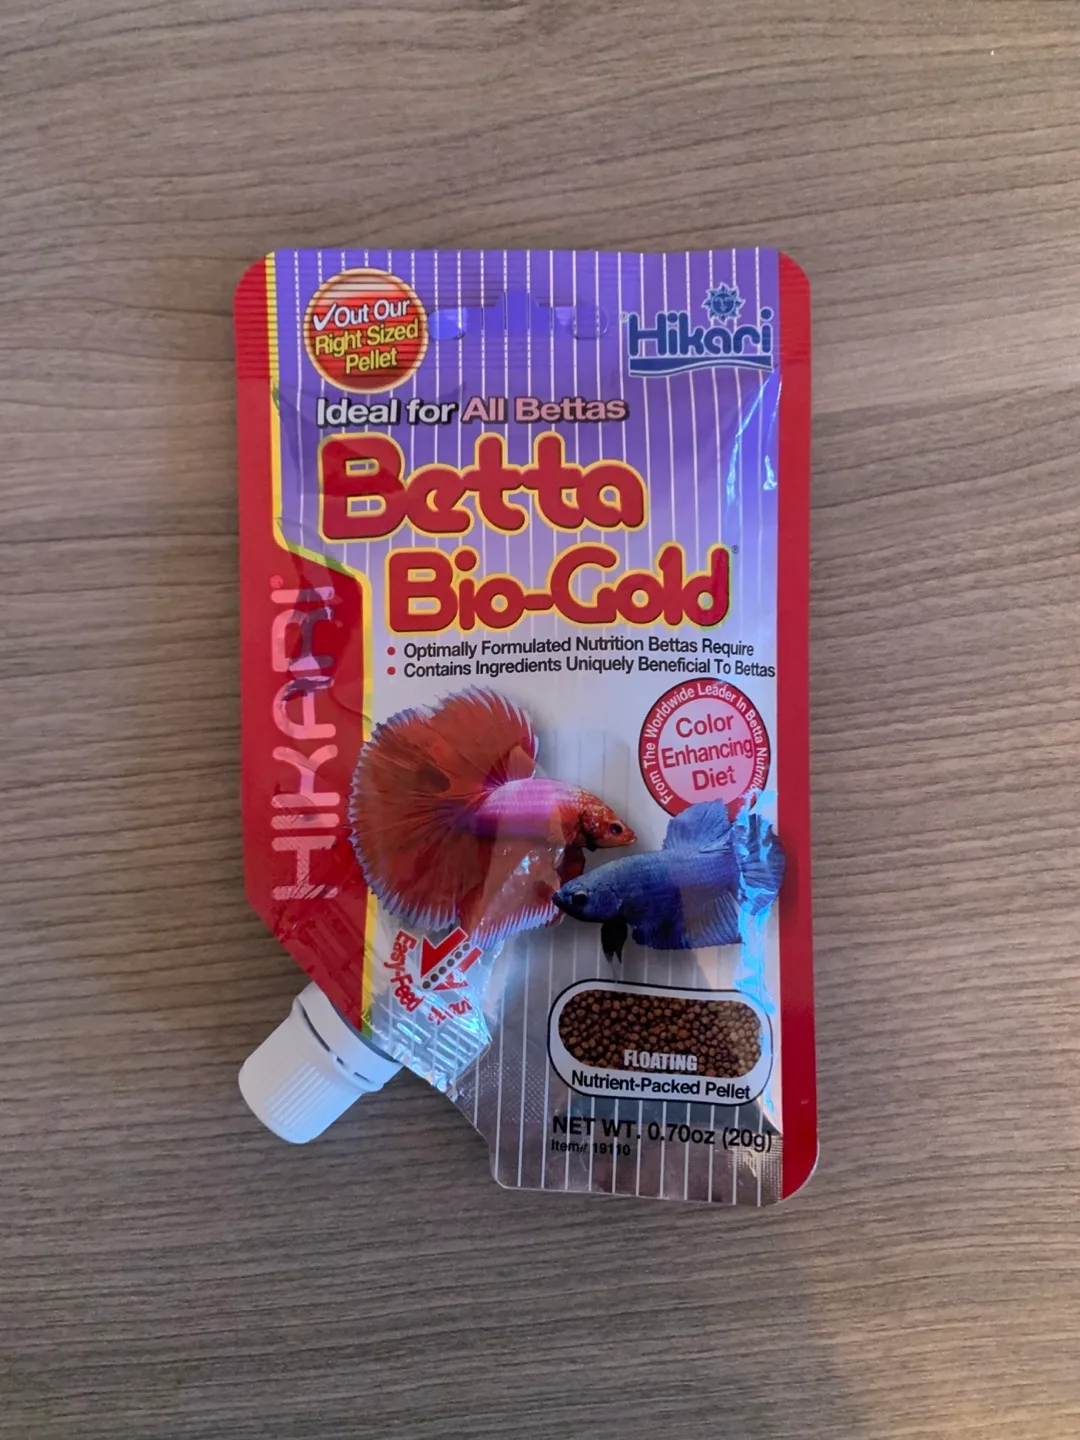 ✓Out Our
Right Sized
Pellet
Hikari
Ideal for All Bettas
Betta
Bio-Gold®
• Optimally Formulated Nutrition Bettas Require
• Contains Ingredients Uniquely Beneficial To Bettas
HIKARI®
From The Worldwide Leader In Betta Nutrition
Color
Enhancing
Diet
Easy-Feed
FLOATING
Nutrient-Packed Pellet
NET WT. 0.70oz (20g)
Item# 19110